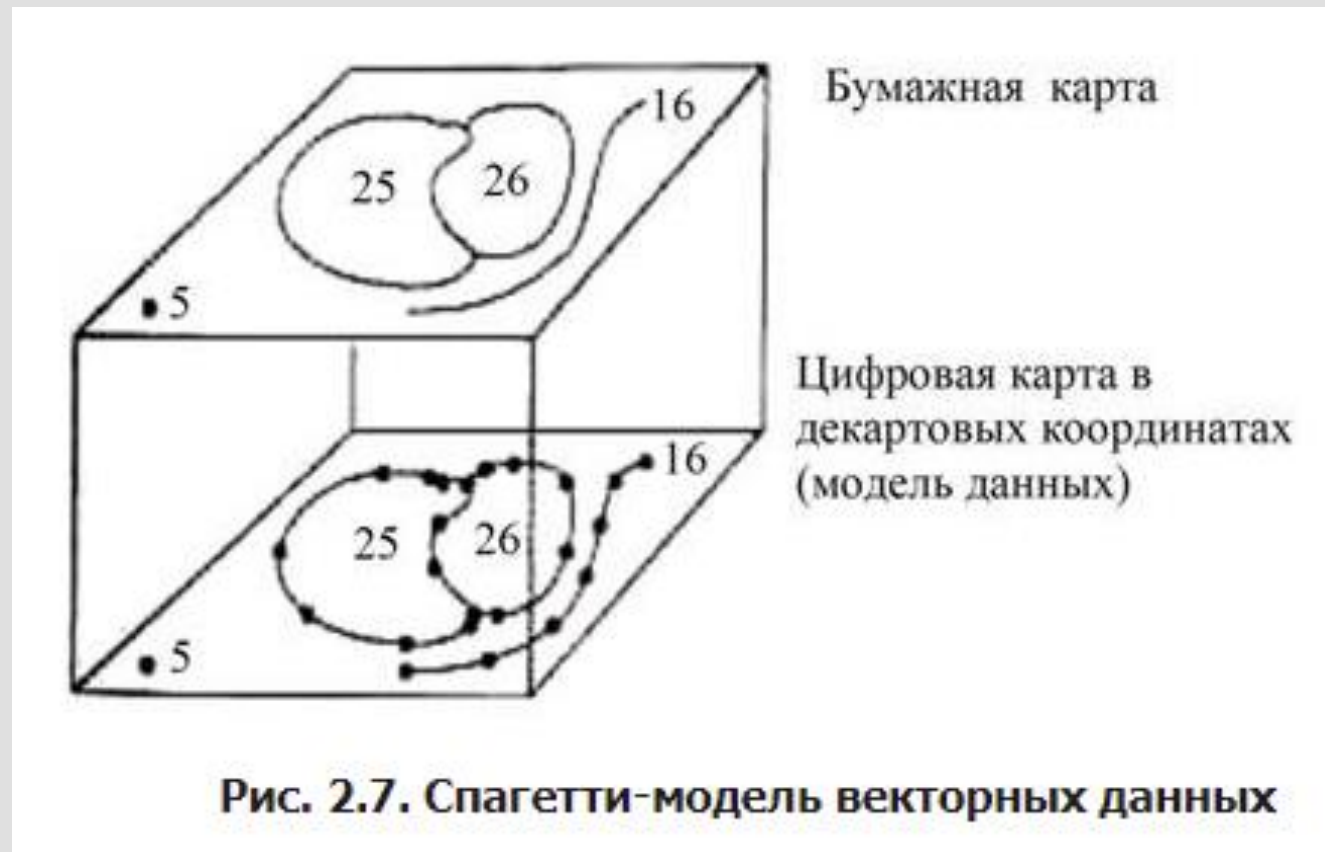 Бумажная карта
16
25
26
5
Цифровая карта в
декартовых координатах
(модель данных)
16
25
26
5
Рис. 2.7. Спагетти-модель векторных данных